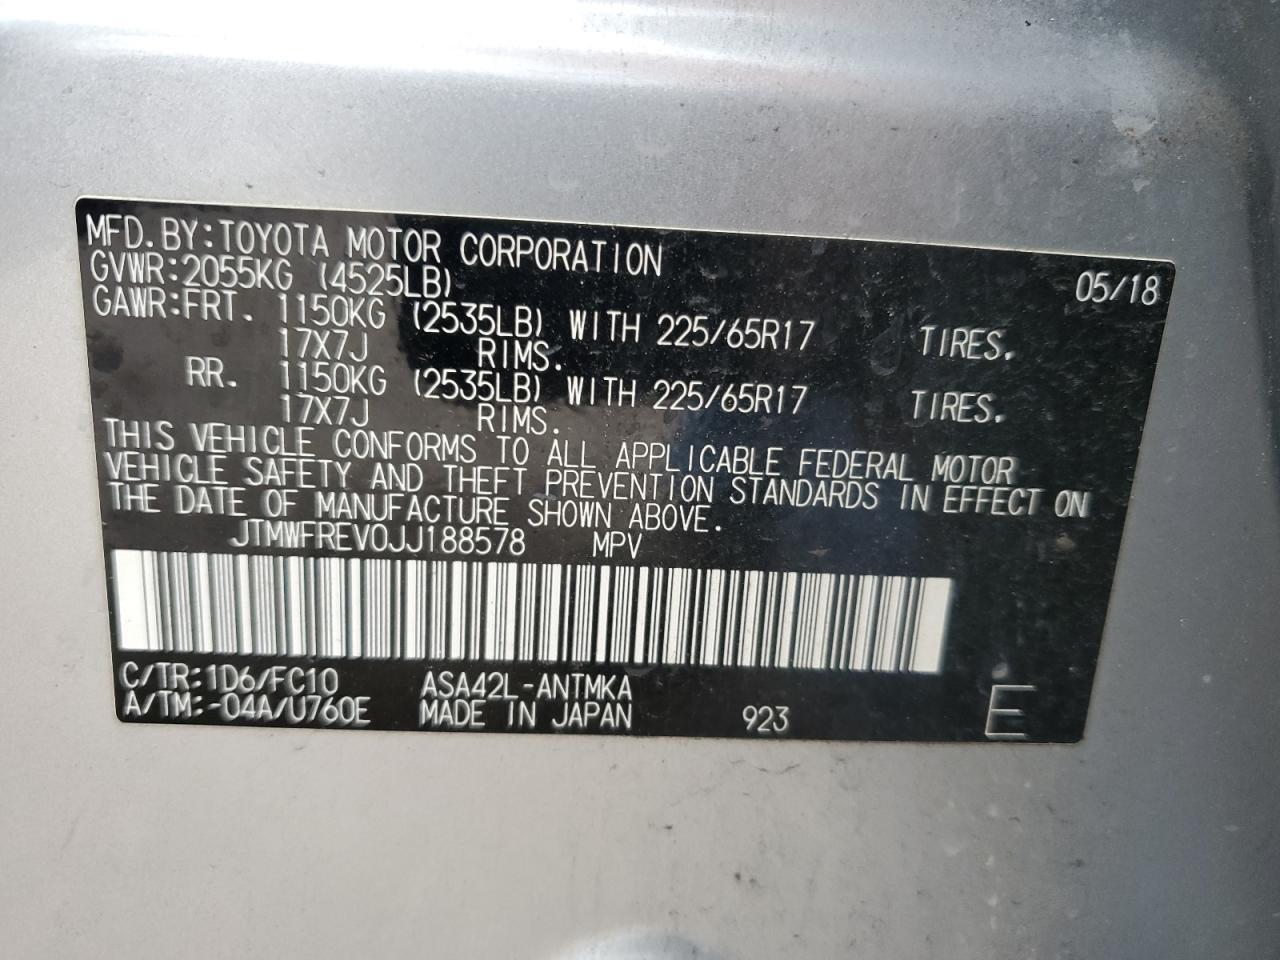 MFD.BY:TOYOTA MOTOR CORPORATION 05/18
GVWR:2055KG (4525LB)
GAWR:FRT. 1150KG (2535LB) WITH 225/65R17 TIRES.
17X7J RIMS.
RR. 1150KG (2535LB) WITH 225/65R17 TIRES.
17X7J RIMS.
THIS VEHICLE CONFORMS TO ALL APPLICABLE FEDERAL MOTOR
VEHICLE SAFETY AND THEFT PREVENTION STANDARDS IN EFFECT ON
THE DATE OF MANUFACTURE SHOWN ABOVE.
JTMWFREV0JJ188578 MPV
C/TR:1D6/FC10 ASA42L-ANTMKA
A/TM:-04A/U760E MADE IN JAPAN 923 E